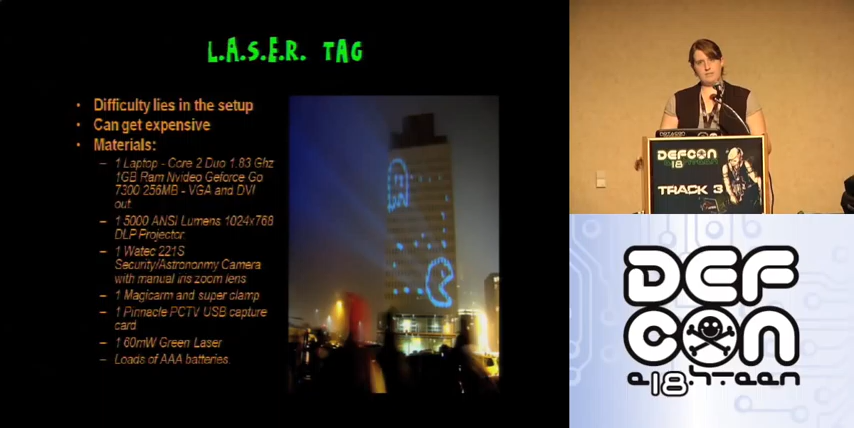 L.A.S.E.R. TAG
• Difficulty lies in the setup
• Can get expensive
• Materials:
– 1 Laptop - Core 2 Duo 1.83 Ghz
1GB Ram Nvideo Geforce Go
7300 256MB - VGA and DVI
out.
– 1 5000 ANSI Lumens 1024x768
DLP Projector
– 1 Watec 221S
Security/Astronomy Camera
with manual iris zoom lens
– 1 Magicarm and super clamp
– 1 Pinnacle PCTV USB capture
card
– 1 60mW Green Laser
– Loads of AAA batteries.
DEFCON
18
TRACK 3
DEF
CON
e18hteen